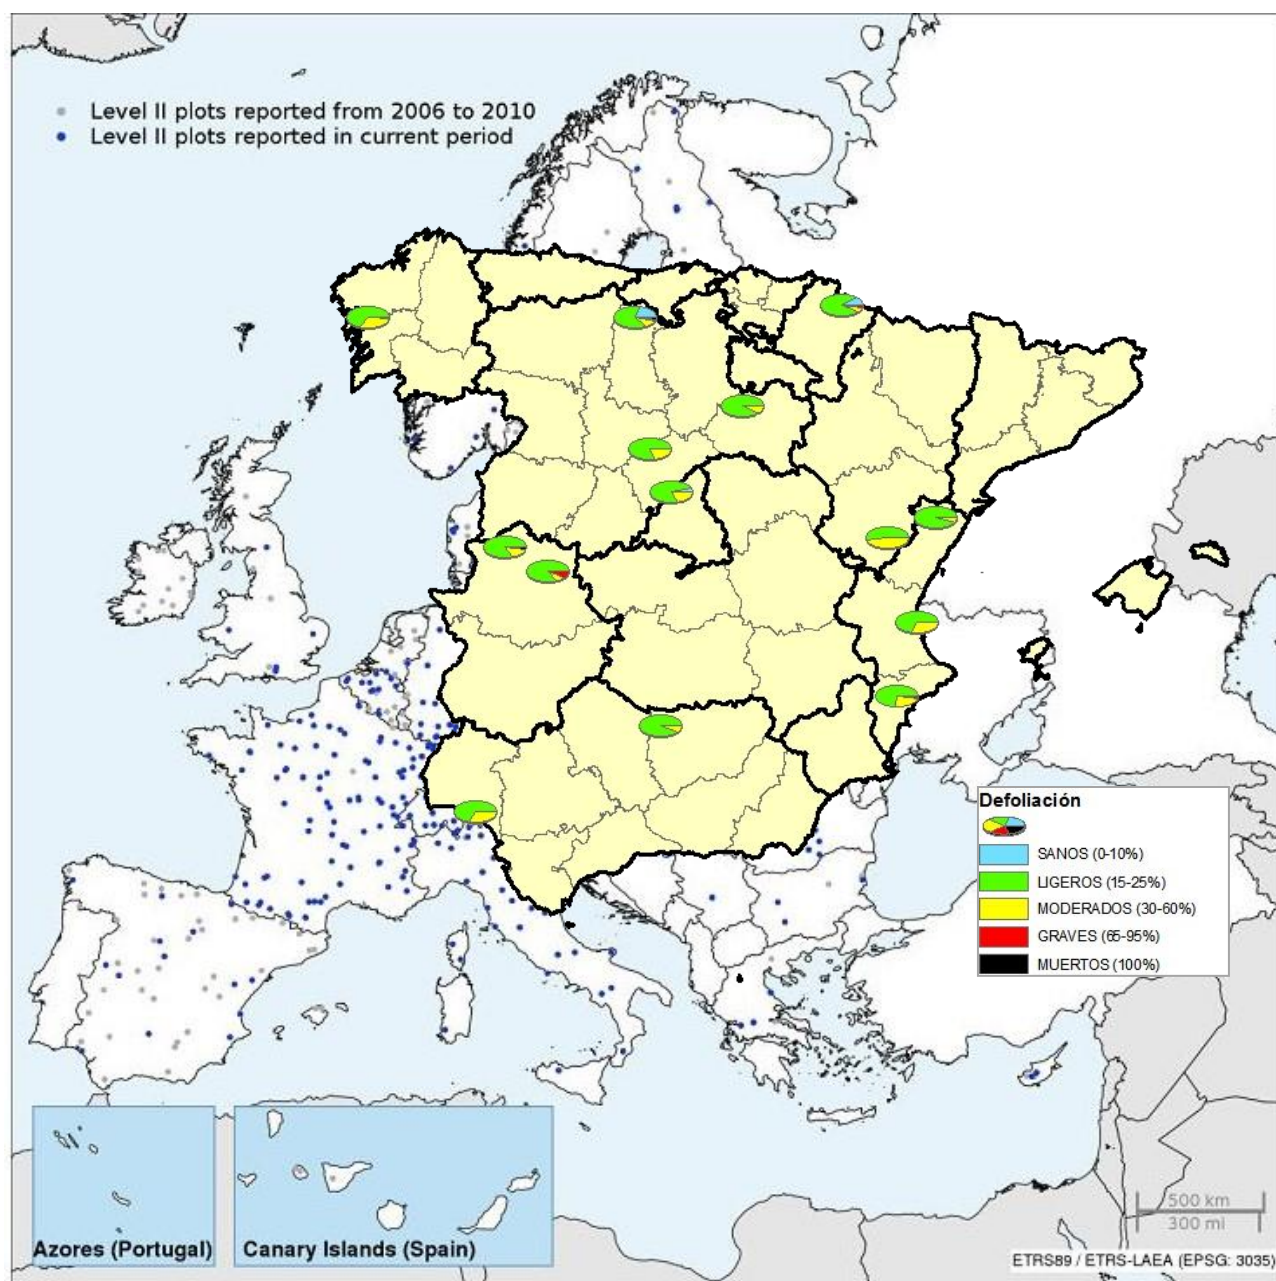 Level II plots reported from 2006 to 2010
Level II plots reported in current period
Defoliación
SANOS (0-10%)
LIGEROS (15-25%)
MODERADOS (30-60%)
GRAVES (65-95%)
MUERTOS (100%)
Azores (Portugal)
Canary Islands (Spain)
500 km
300 mi
ETRS89 / ETRS-LAEA (EPSG: 3035)